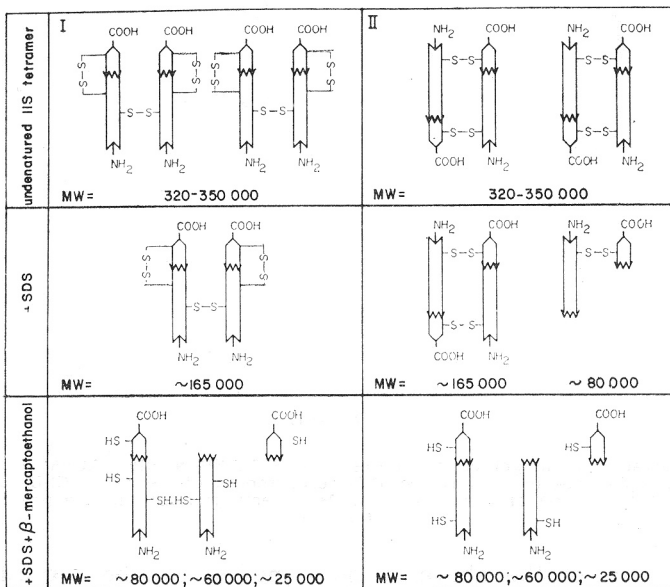 I
II
undenatured 11S tetramer
COOH COOH COOH COOH
S-S S-S S-S S-S
S-S S-S
NH2 NH2 NH2 NH2
MW= 320-350 000
NH2 COOH NH2 COOH
S-S S-S
S-S S-S
COOH NH2 COOH NH2
MW= 320-350 000
+SDS
COOH COOH
S-S S-S
S-S
NH2 NH2
MW= ~165 000
NH2 COOH NH2 COOH
S-S S-S
S-S
COOH NH2
MW= ~165 000 ~80 000
+SDS+β-mercaptoethanol
COOH COOH
HS SH
HS SH
SH HS
NH2 NH2
MW= ~80 000; ~60 000; ~25 000
COOH COOH
HS HS
HS SH
NH2 NH2
MW= ~80 000; ~60 000; ~25 000